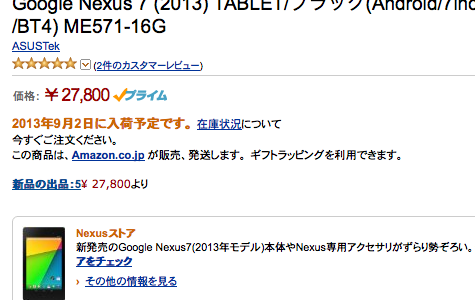 Google Nexus 7 (2013) TABLET/ブラック(Android/7inc
/BT4) ME571-16G
ASUSTek
(2件のカスタマーレビュー)
価格: ￥27,800 プライム
2013年9月2日に入荷予定です。 在庫状況について
今すぐご注文ください。
この商品は、Amazon.co.jp が販売、発送します。 ギフトラッピングを利用できます。
新品の出品:5￥ 27,800より
Nexusストア
新発売のGoogle Nexus7(2013年モデル)本体やNexus専用アクセサリがずらり勢ぞろい。
アをチェック
› その他の情報を見る